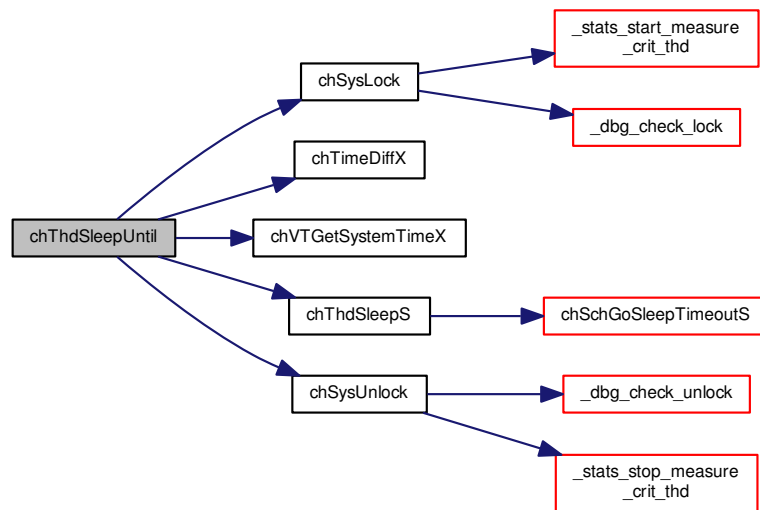 _stats_start_measure
_crit_thd
chSysLock
_dbg_check_lock
chTimeDiffX
chThdSleepUntil
chVTGetSystemTimeX
chThdSleepS
chSchGoSleepTimeoutS
chSysUnlock
_dbg_check_unlock
_stats_stop_measure
_crit_thd